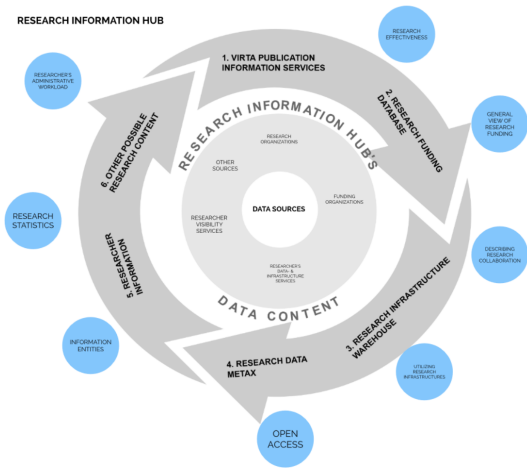 RESEARCH INFORMATION HUB
RESEARCH
EFFECTIVENESS
1. VIRTA PUBLICATION
INFORMATION SERVICES
RESEARCHER'S
ADMINISTRATIVE
WORKLOAD
2. RESEARCH FUNDING
DATABASE
GENERAL
VIEW OF
RESEARCH
FUNDING
RESEARCH INFORMATION HUB'S
6. OTHER POSSIBLE
RESEARCH CONTENT
RESEARCH
ORGANIZATIONS
OTHER
SOURCES
FUNDING
ORGANIZATIONS
DATA SOURCES
RESEARCHER
VISIBILITY
SERVICES
RESEARCHER'S
DATA- &
INFRASTRUCTURE
SERVICES
RESEARCH
STATISTICS
DESCRIBING
RESEARCH
COLLABORATION
5. RESEARCHER
INFORMATION
DATA CONTENT
3. RESEARCH INFRASTRUCTURE
WAREHOUSE
INFORMATION
ENTITIES
4. RESEARCH DATA
METAX
UTILIZING
RESEARCH
INFRASTRUCTURES
OPEN
ACCESS